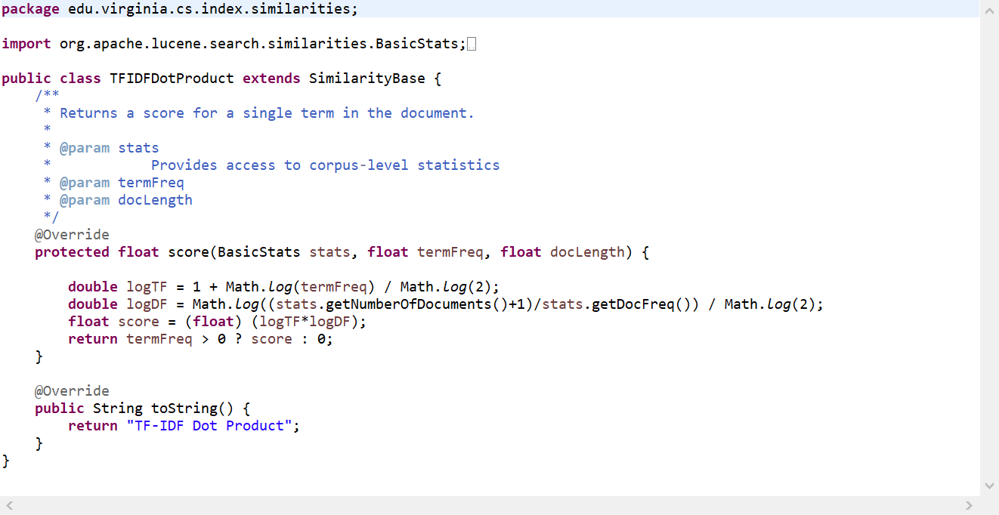 package edu.virginia.cs.index.similarities;
import org.apache.lucene.search.similarities.BasicStats;
public class TFIDFDotProduct extends SimilarityBase {
    /**
     * Returns a score for a single term in the document.
     *
     * @param stats
     *            Provides access to corpus-level statistics
     * @param termFreq
     * @param docLength
     */
    @Override
    protected float score(BasicStats stats, float termFreq, float docLength) {
        double logTF = 1 + Math.log(termFreq) / Math.log(2);
        double logDF = Math.log((stats.getNumberOfDocuments()+1)/stats.getDocFreq()) / Math.log(2);
        float score = (float) (logTF*logDF);
        return termFreq > 0 ? score : 0;
    }
    @Override
    public String toString() {
        return "TF-IDF Dot Product";
    }
}